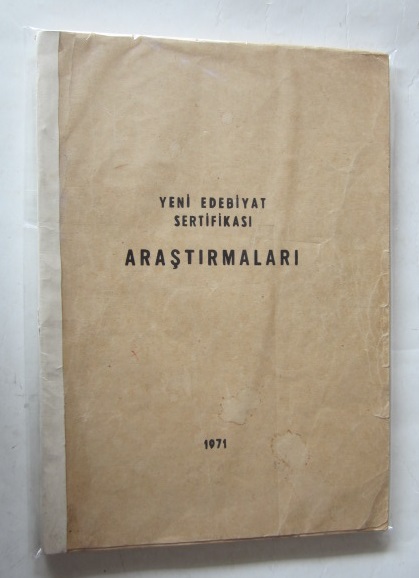 YENİ EDEBİYAT
SERTİFİKASI
ARAŞTIRMALARI
1971